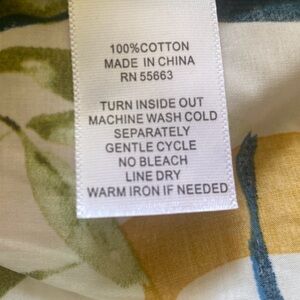 100%COTTON
MADE IN CHINA
RN 55663
TURN INSIDE OUT
MACHINE WASH COLD
SEPARATELY
GENTLE CYCLE
NO BLEACH
LINE DRY
WARM IRON IF NEEDED